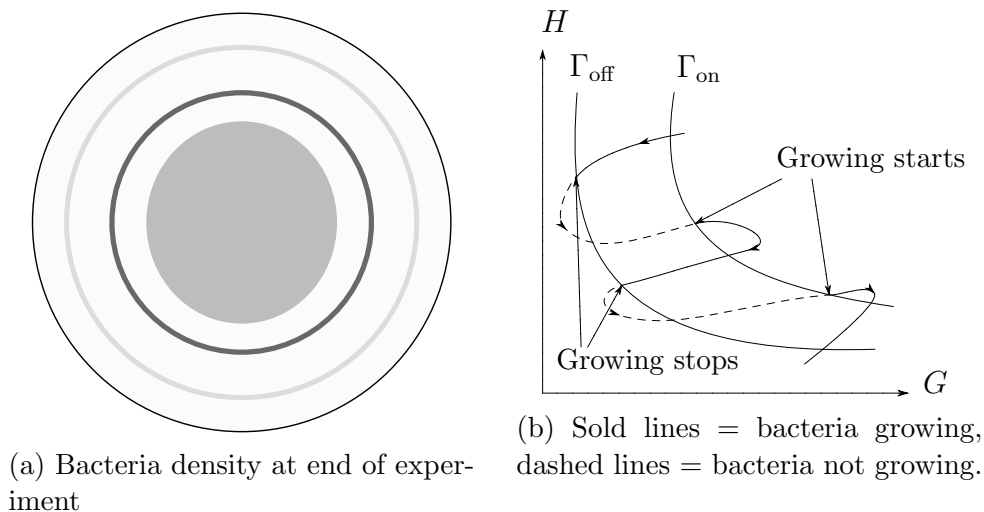 H
Γoff
Γon
Growing starts
Growing stops
G
(a) Bacteria density at end of exper-
iment
(b) Sold lines = bacteria growing,
dashed lines = bacteria not growing.